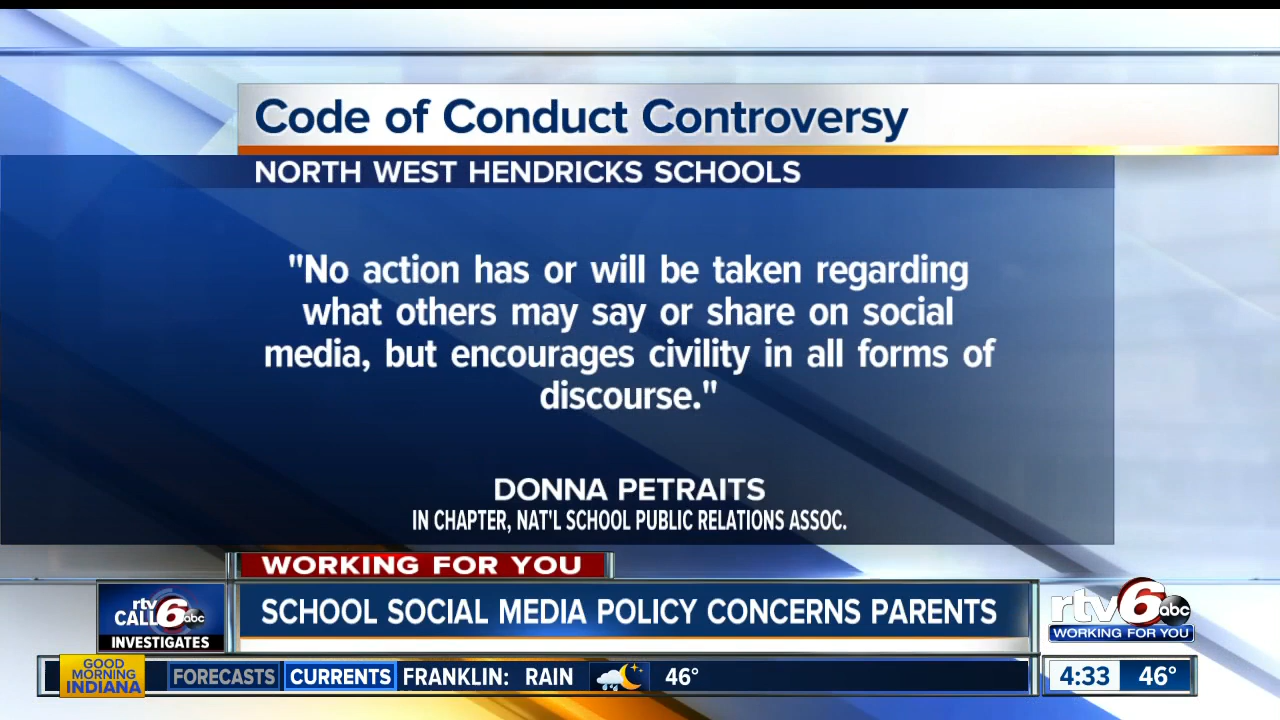 Code of Conduct Controversy
NORTH WEST HENDRICKS SCHOOLS
"No action has or will be taken regarding
what others may say or share on social
media, but encourages civility in all forms of
discourse."
DONNA PETRAITS
IN CHAPTER, NAT'L SCHOOL PUBLIC RELATIONS ASSOC.
WORKING FOR YOU
rtv
CALL 6 abc
INVESTIGATES
SCHOOL SOCIAL MEDIA POLICY CONCERNS PARENTS
rtv6 abc
WORKING FOR YOU
GOOD
MORNING
INDIANA
FORECASTS CURRENTS FRANKLIN: RAIN 46°
4:33 46°